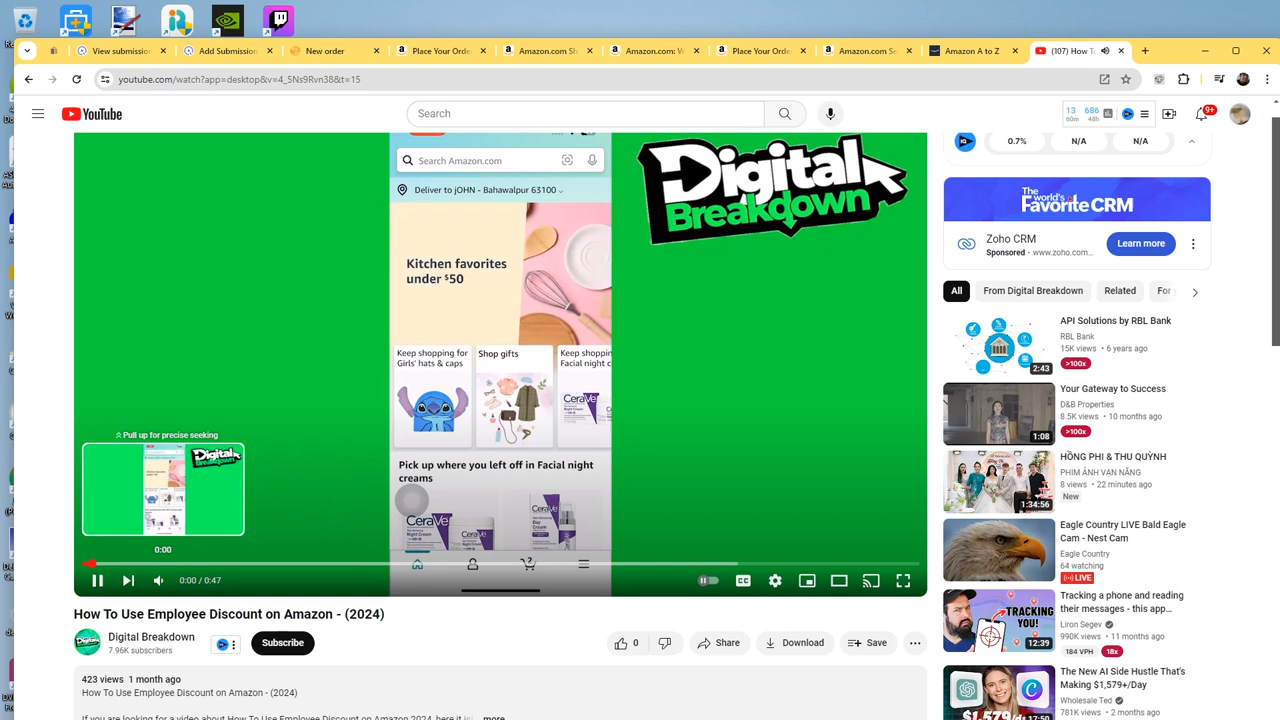 View submission
Add Submission
New order
Place Your Orde
Amazon.com Sh
Amazon.com: W
Place Your Orde
Amazon.com Se
Amazon A to Z
(107) How To
youtube.com/watch?app=desktop&v=4_5Ns9Rvn38&t=15
YouTube
Search
13
60m
686
48h
9+
Search Amazon.com
Deliver to jOHN - Bahawalpur 63100
Kitchen favorites
under $50
Keep shopping for
Girls' hats & caps
Shop gifts
Keep shoppin
Facial night c
CeraVe
Pick up where you left off in Facial night
creams
CeraVe
CeraVe
Digital
Breakdown
Pull up for precise seeking
Digital
Breakdown
0:00
0:00 / 0:47
How To Use Employee Discount on Amazon - (2024)
Digital Breakdown
7.96K subscribers
Subscribe
0
Share
Download
Save
423 views 1 month ago
How To Use Employee Discount on Amazon - (2024)
If you are looking for a video about How To Use Employee Discount on Amazon 2024, here it is! ...more
IQ
0.7%
N/A
N/A
The
world's
Favorite CRM
Zoho CRM
Sponsored · www.zoho.com...
Learn more
All
From Digital Breakdown
Related
For
API Solutions by RBL Bank
RBL Bank
15K views • 6 years ago
>100x
2:43
Your Gateway to Success
D&B Properties
8.5K views • 10 months ago
>100x
1:08
HỒNG PHI & THU QUỲNH
PHIM ẢNH VẠN NĂNG
8 views • 22 minutes ago
New
1:34:56
Eagle Country LIVE Bald Eagle
Cam - Nest Cam
Eagle Country
64 watching
LIVE
Tracking a phone and reading
their messages - this app...
Liron Segev
990K views • 11 months ago
184 VPH
18x
TRACKING
YOU!
12:39
The New AI Side Hustle That's
Making $1,579+/Day
Wholesale Ted
781K views • 2 months ago
$1,579/da
17:50